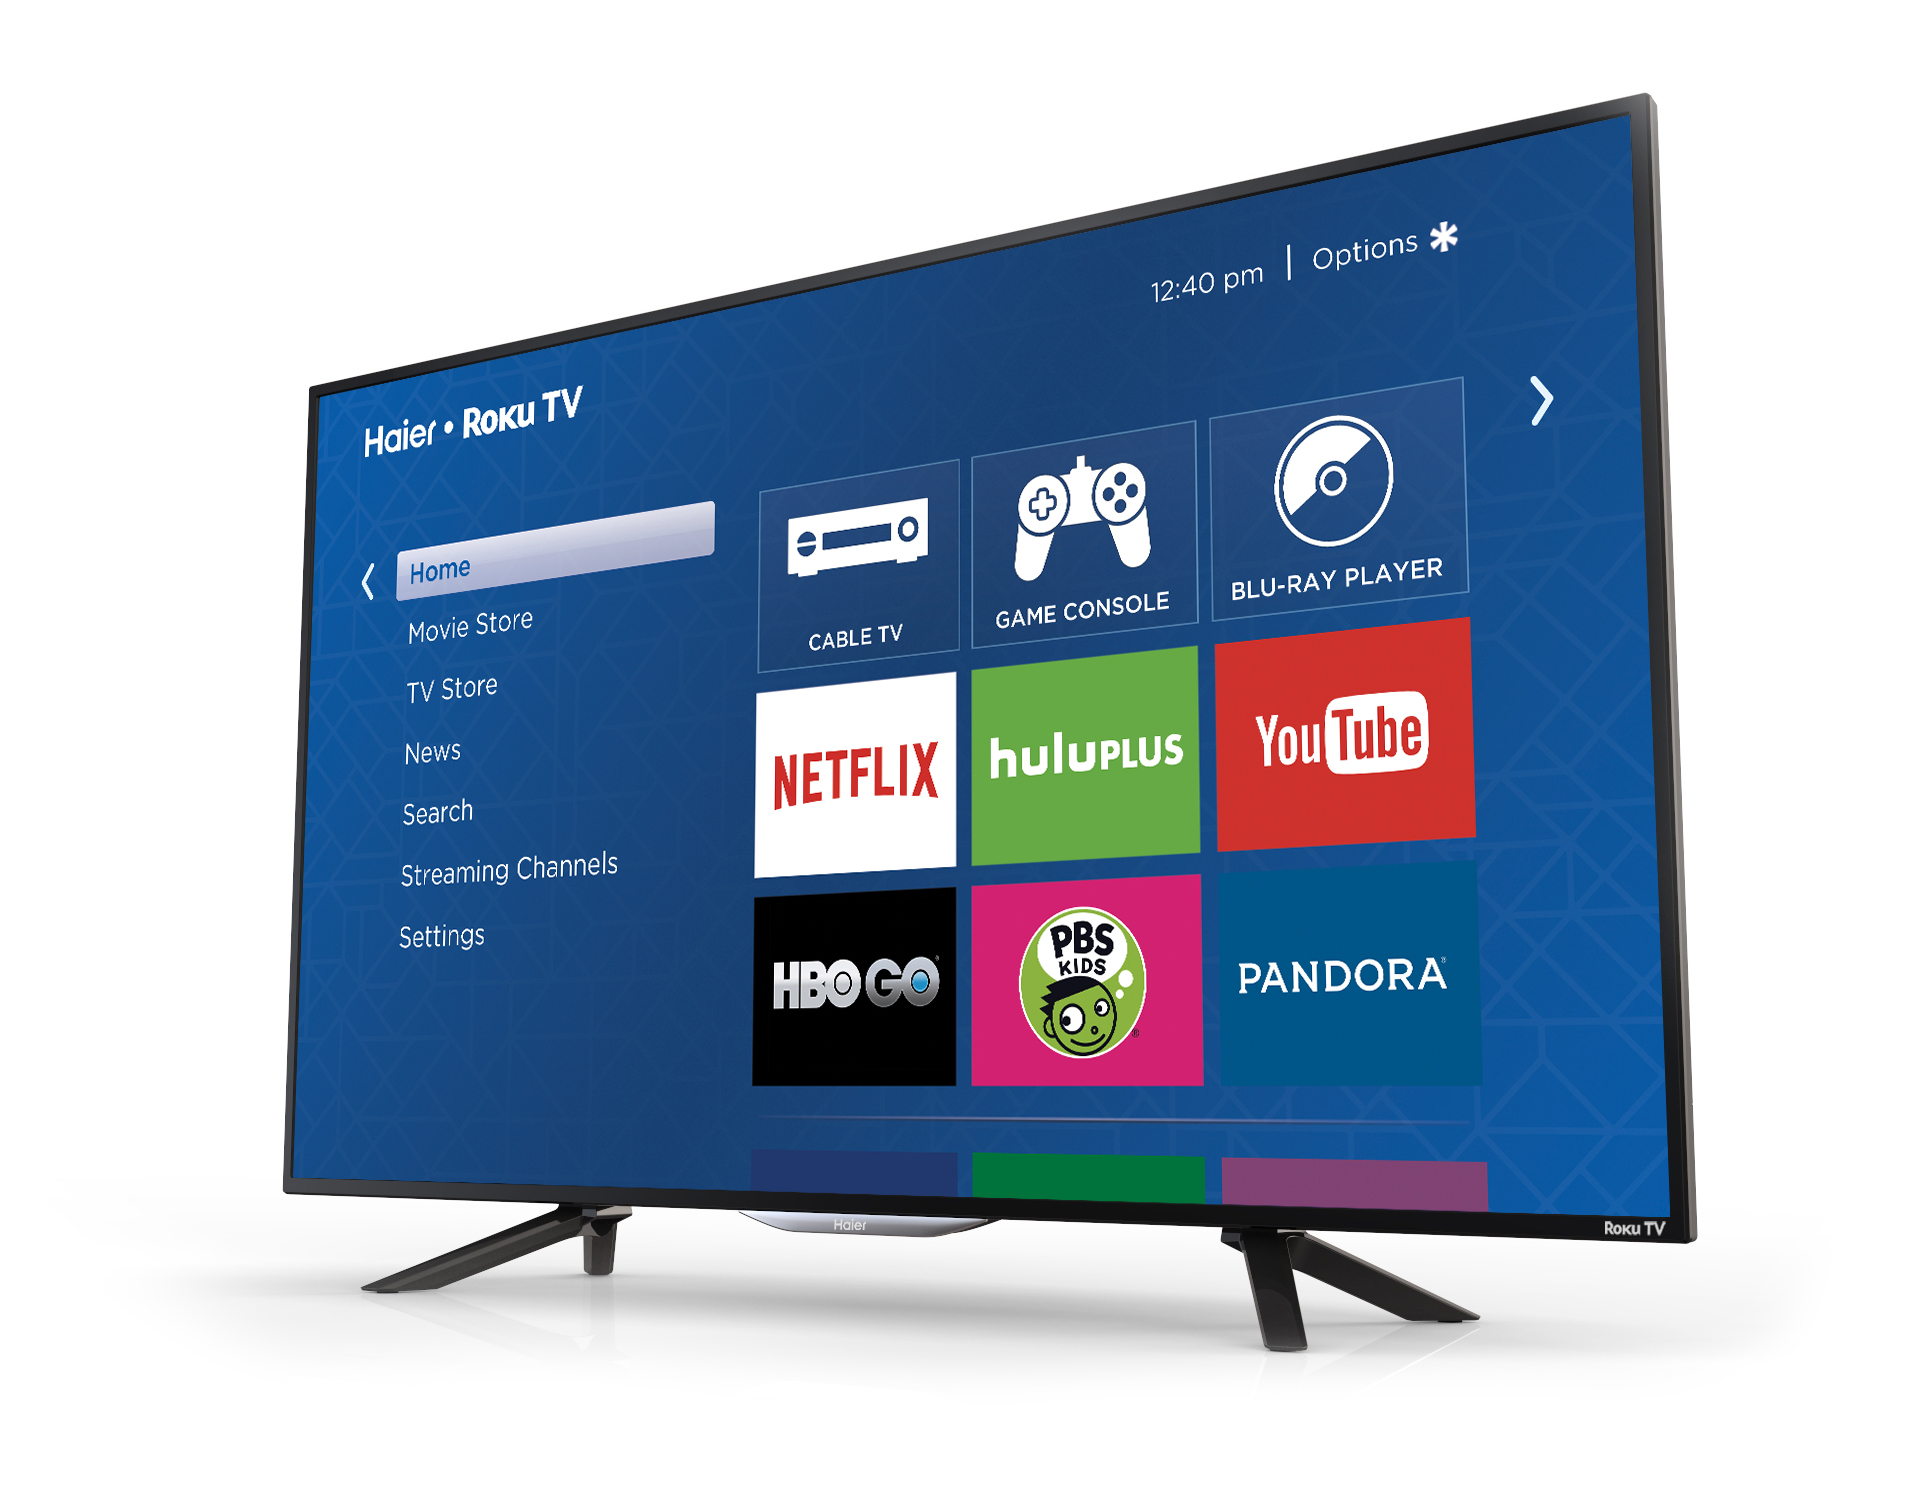 12:40 pm | Options *
Haier • Roku TV
Home
Movie Store
TV Store
News
Search
Streaming Channels
Settings
CABLE TV
GAME CONSOLE
BLU-RAY PLAYER
NETFLIX
huluPLUS
YouTube
HBO GO®
PBS
KIDS
®
PANDORA®
Haier
Roku TV